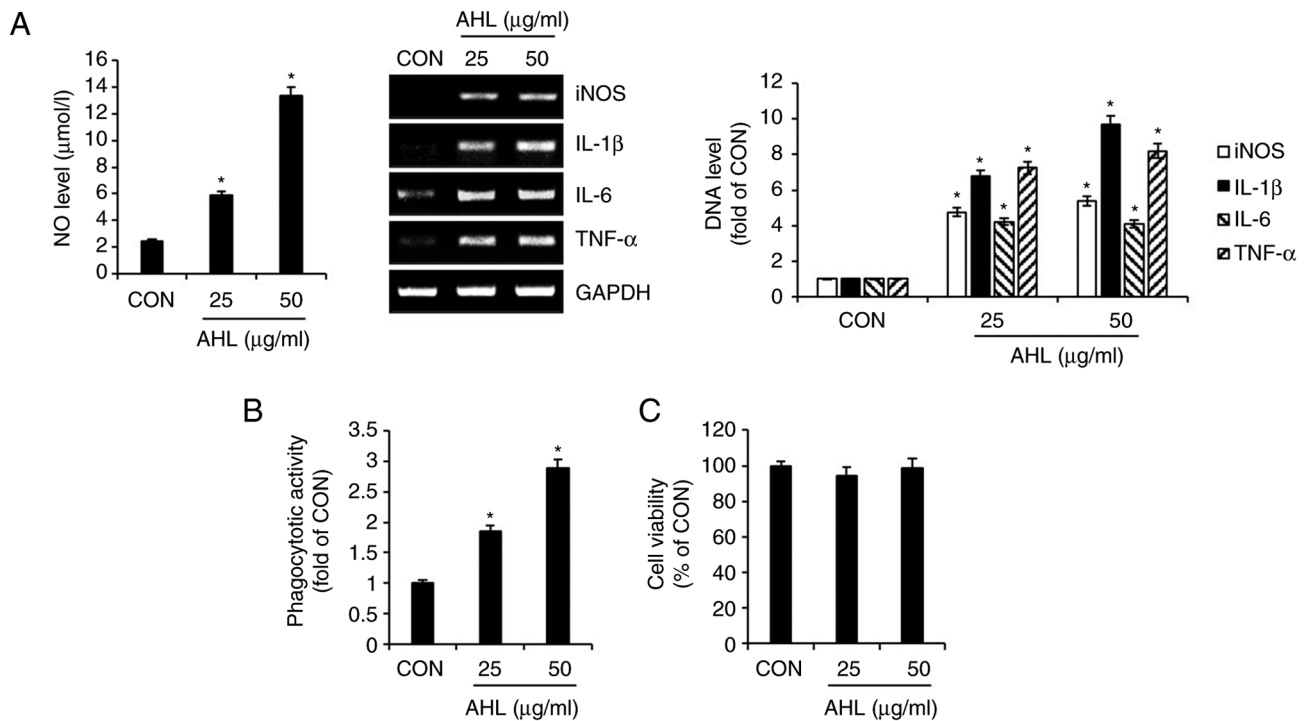 A
NO level (μmol/l)
16
14
12
10
8
6
4
2
0
*
*
CON
25
50
AHL (μg/ml)
AHL (μg/ml)
CON
25
50
iNOS
IL-1β
IL-6
TNF-α
GAPDH
DNA level
(fold of CON)
12
10
8
6
4
2
0
*
*
*
*
*
*
*
*
CON
25
50
AHL (μg/ml)
iNOS
IL-1β
IL-6
TNF-α
B
Phagocytotic activity
(fold of CON)
3.5
3
2.5
2
1.5
1
0.5
0
*
*
CON
25
50
AHL (μg/ml)
C
Cell viability
(% of CON)
120
100
80
60
40
20
0
CON
25
50
AHL (μg/ml)